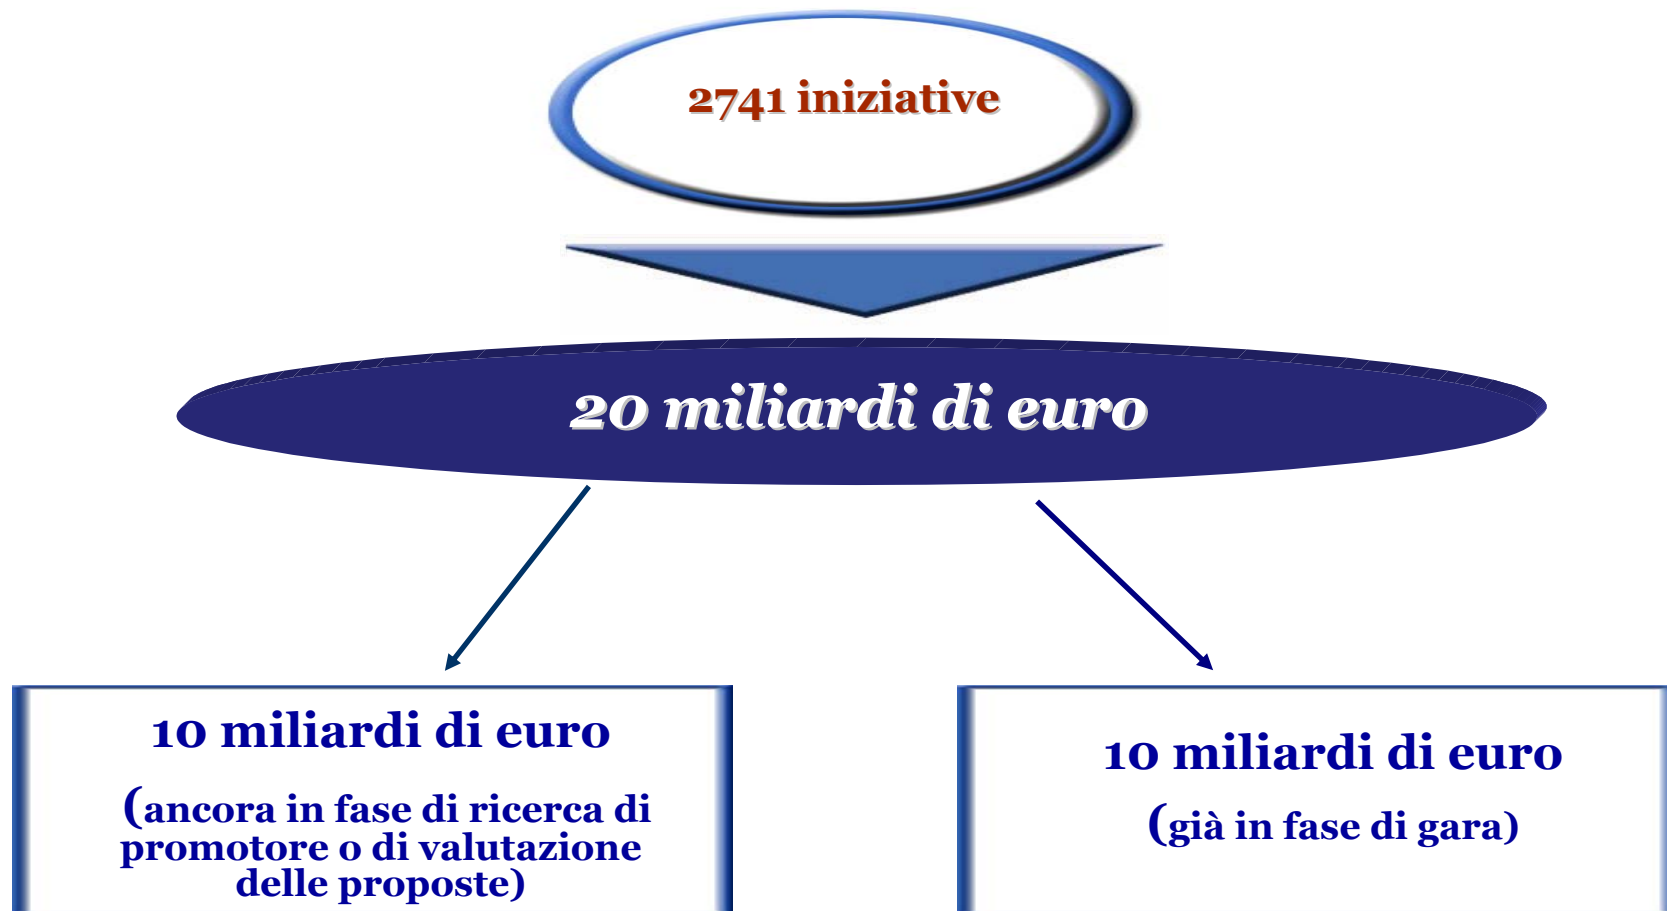 2741 iniziative
20 miliardi di euro
10 miliardi di euro
(ancora in fase di ricerca di
promotore o di valutazione
delle proposte)
10 miliardi di euro
(già in fase di gara)